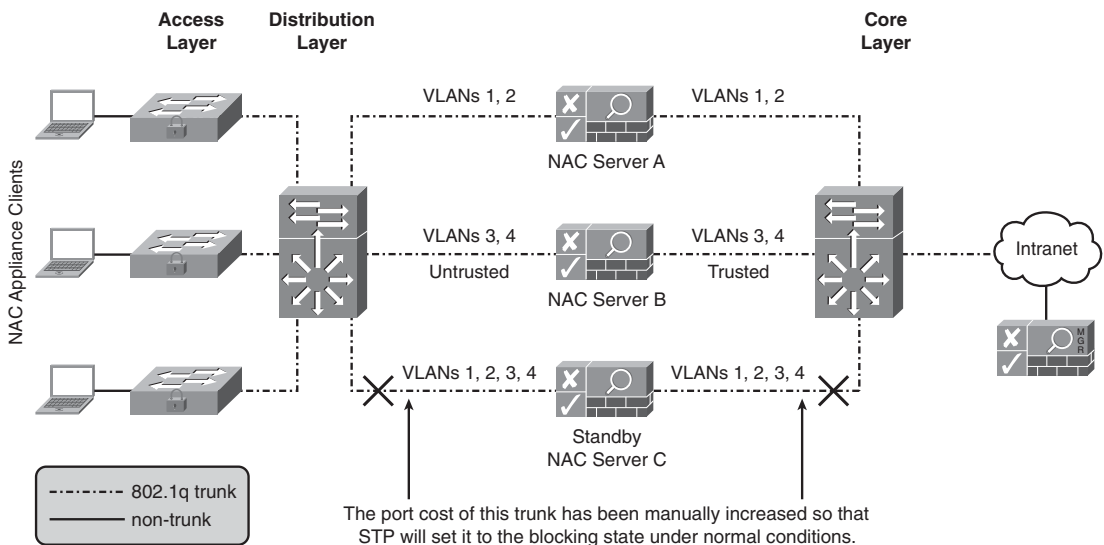 Access
Layer
Distribution
Layer
Core
Layer
NAC Appliance Clients
VLANs 1, 2
VLANs 1, 2
NAC Server A
VLANs 3, 4
Untrusted
VLANs 3, 4
Trusted
NAC Server B
Intranet
MGR
VLANs 1, 2, 3, 4
VLANs 1, 2, 3, 4
Standby
NAC Server C
802.1q trunk
non-trunk
The port cost of this trunk has been manually increased so that
STP will set it to the blocking state under normal conditions.